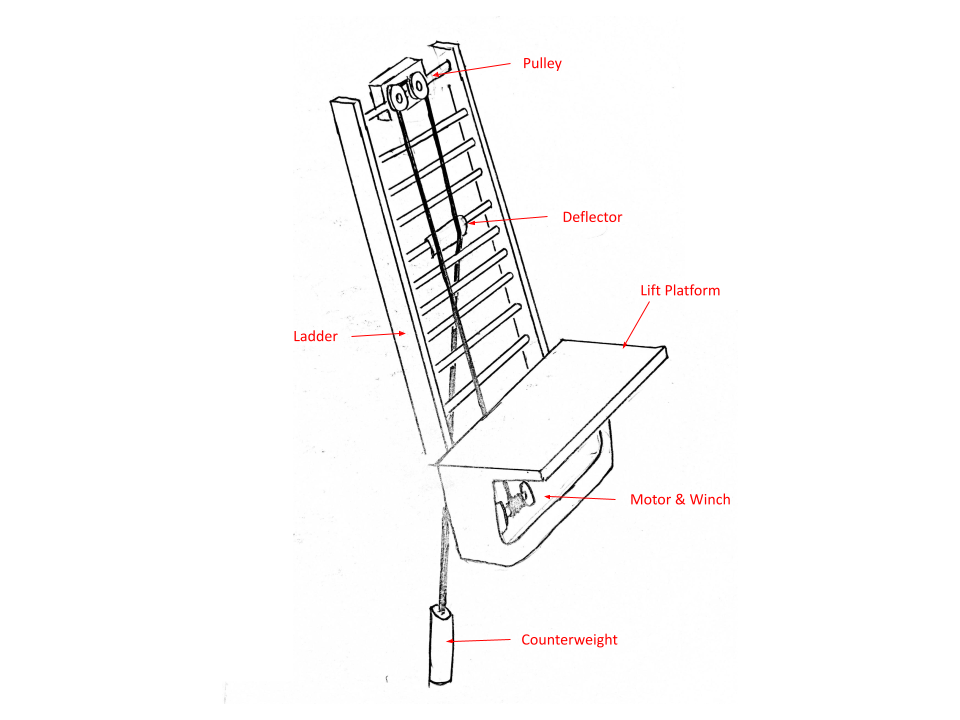 Pulley
Deflector
Lift Platform
Ladder
Motor & Winch
Counterweight